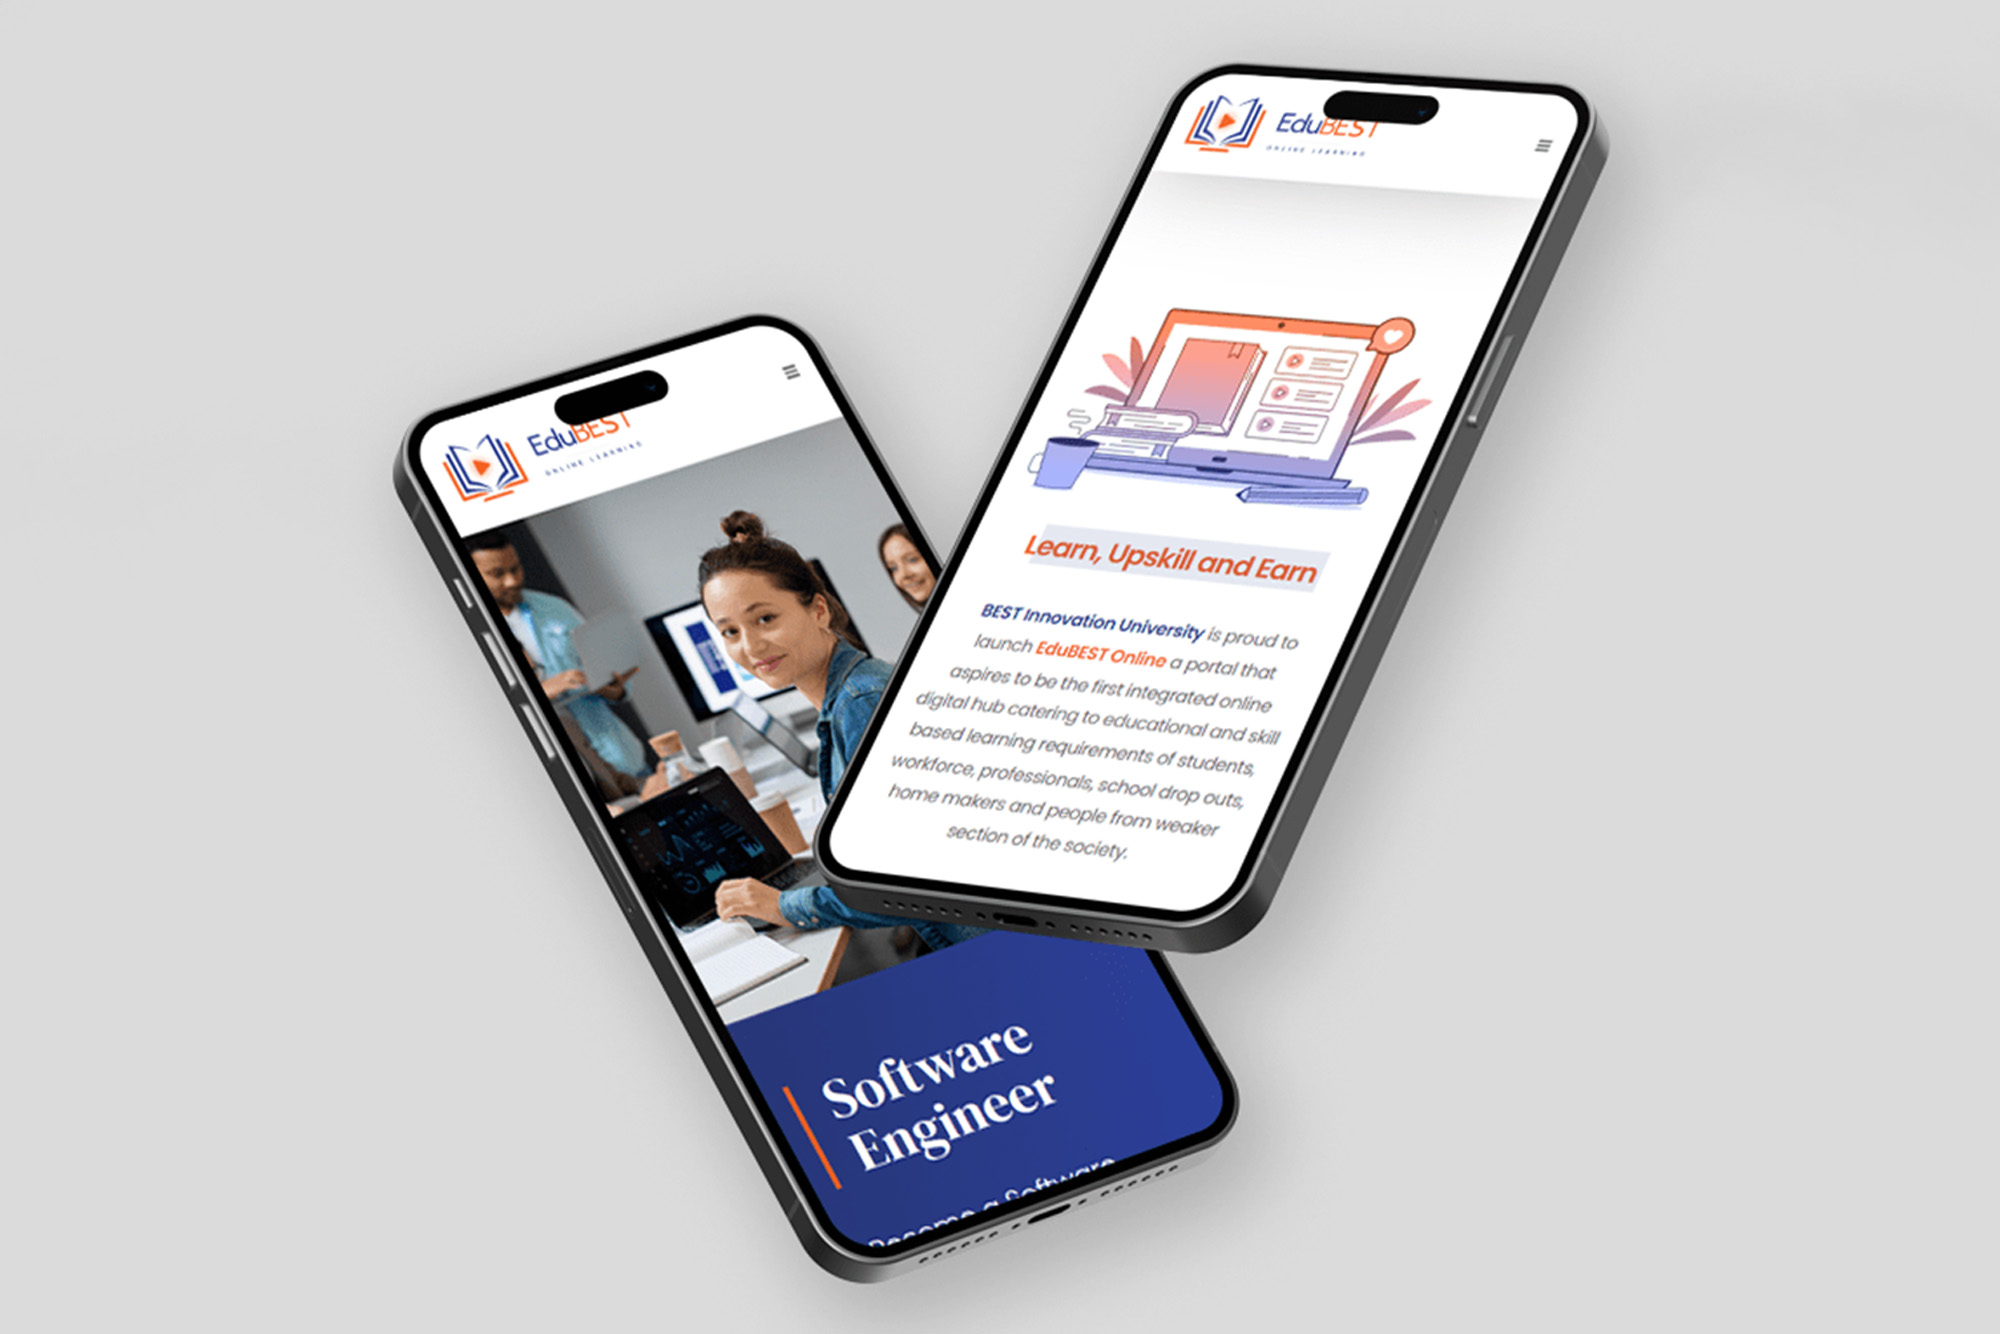 EduBEST
ONLINE LEARNING
Software
Engineer
Become a Software
EduBEST
ONLINE LEARNING
Learn, Upskill and Earn
BEST Innovation University is proud to
launch EduBEST Online a portal that
aspires to be the first integrated online
digital hub catering to educational and skill
based learning requirements of students,
workforce, professionals, school drop outs,
home makers and people from weaker
section of the society.